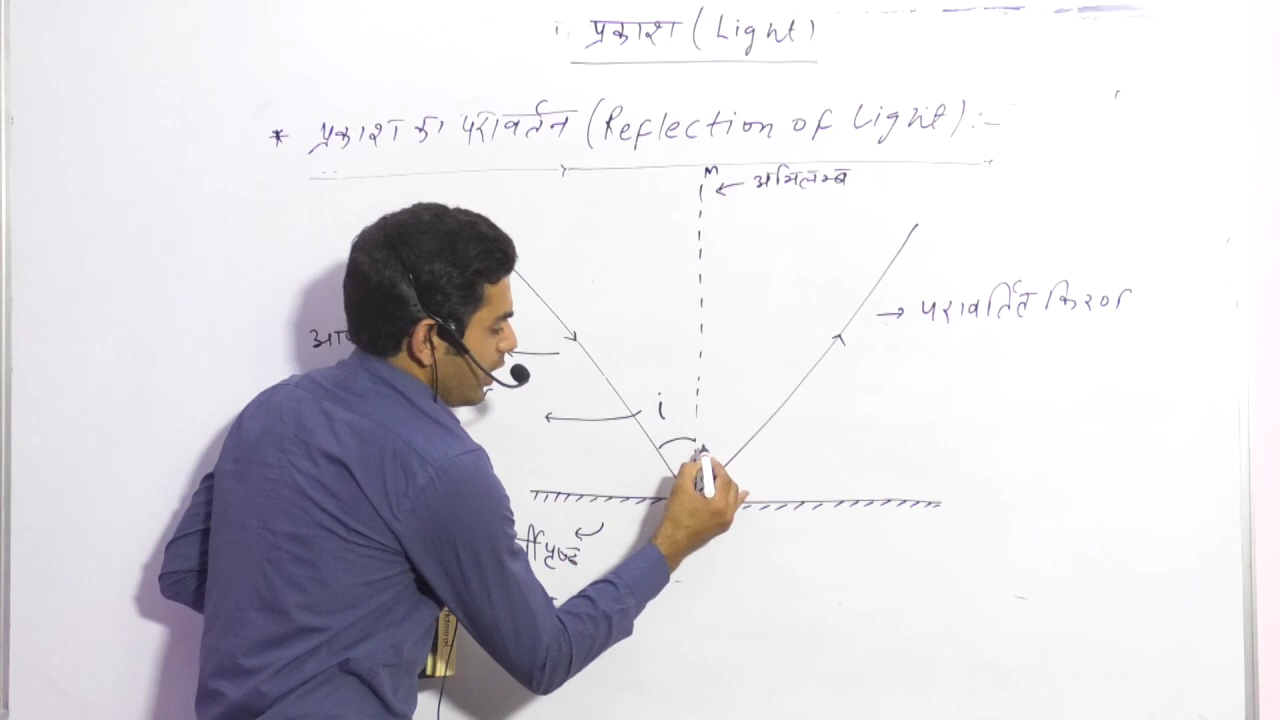 प्रकाश (Light)
* प्रकाश का परावर्तन (Reflection of Light):-
M
← अभिलम्ब
→ परावर्तित किरण
i
पृष्ठ